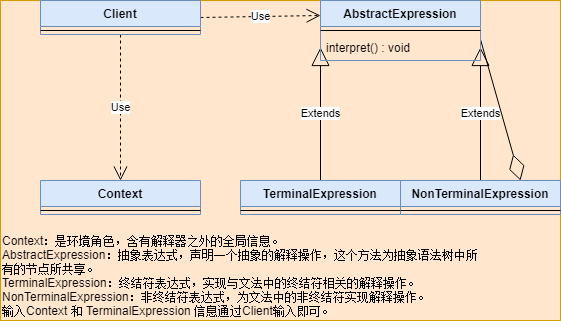 Client
Use
AbstractExpression
interpret() : void
Extends
Extends
Use
Context
TerminalExpression
NonTerminalExpression
Context：是环境角色，含有解释器之外的全局信息。
AbstractExpression：抽象表达式，声明一个抽象的解释操作，这个方法为抽象语法树中所
有的节点所共享。
TerminalExpression：终结符表达式，实现与文法中的终结符相关的解释操作。
NonTerminalExpression：非终结符表达式，为文法中的非终结符实现解释操作。
输入Context 和 TerminalExpression 信息通过Client输入即可。